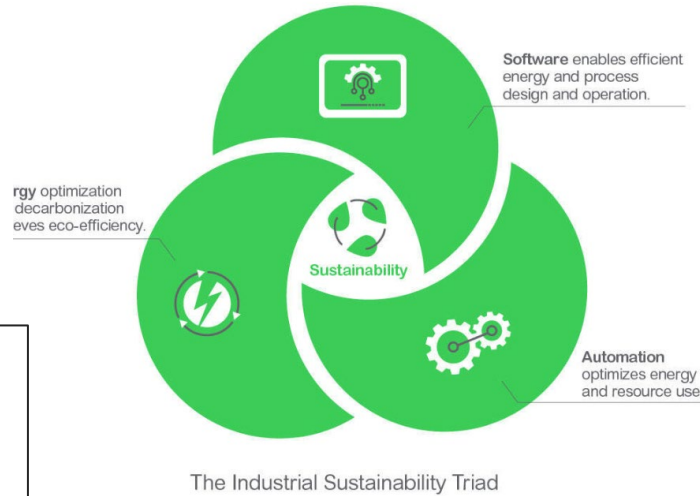 Software enables efficient
energy and process
design and operation.
rgy optimization
decarbonization
eves eco-efficiency.
Sustainability
Automation
optimizes energy
and resource use
The Industrial Sustainability Triad